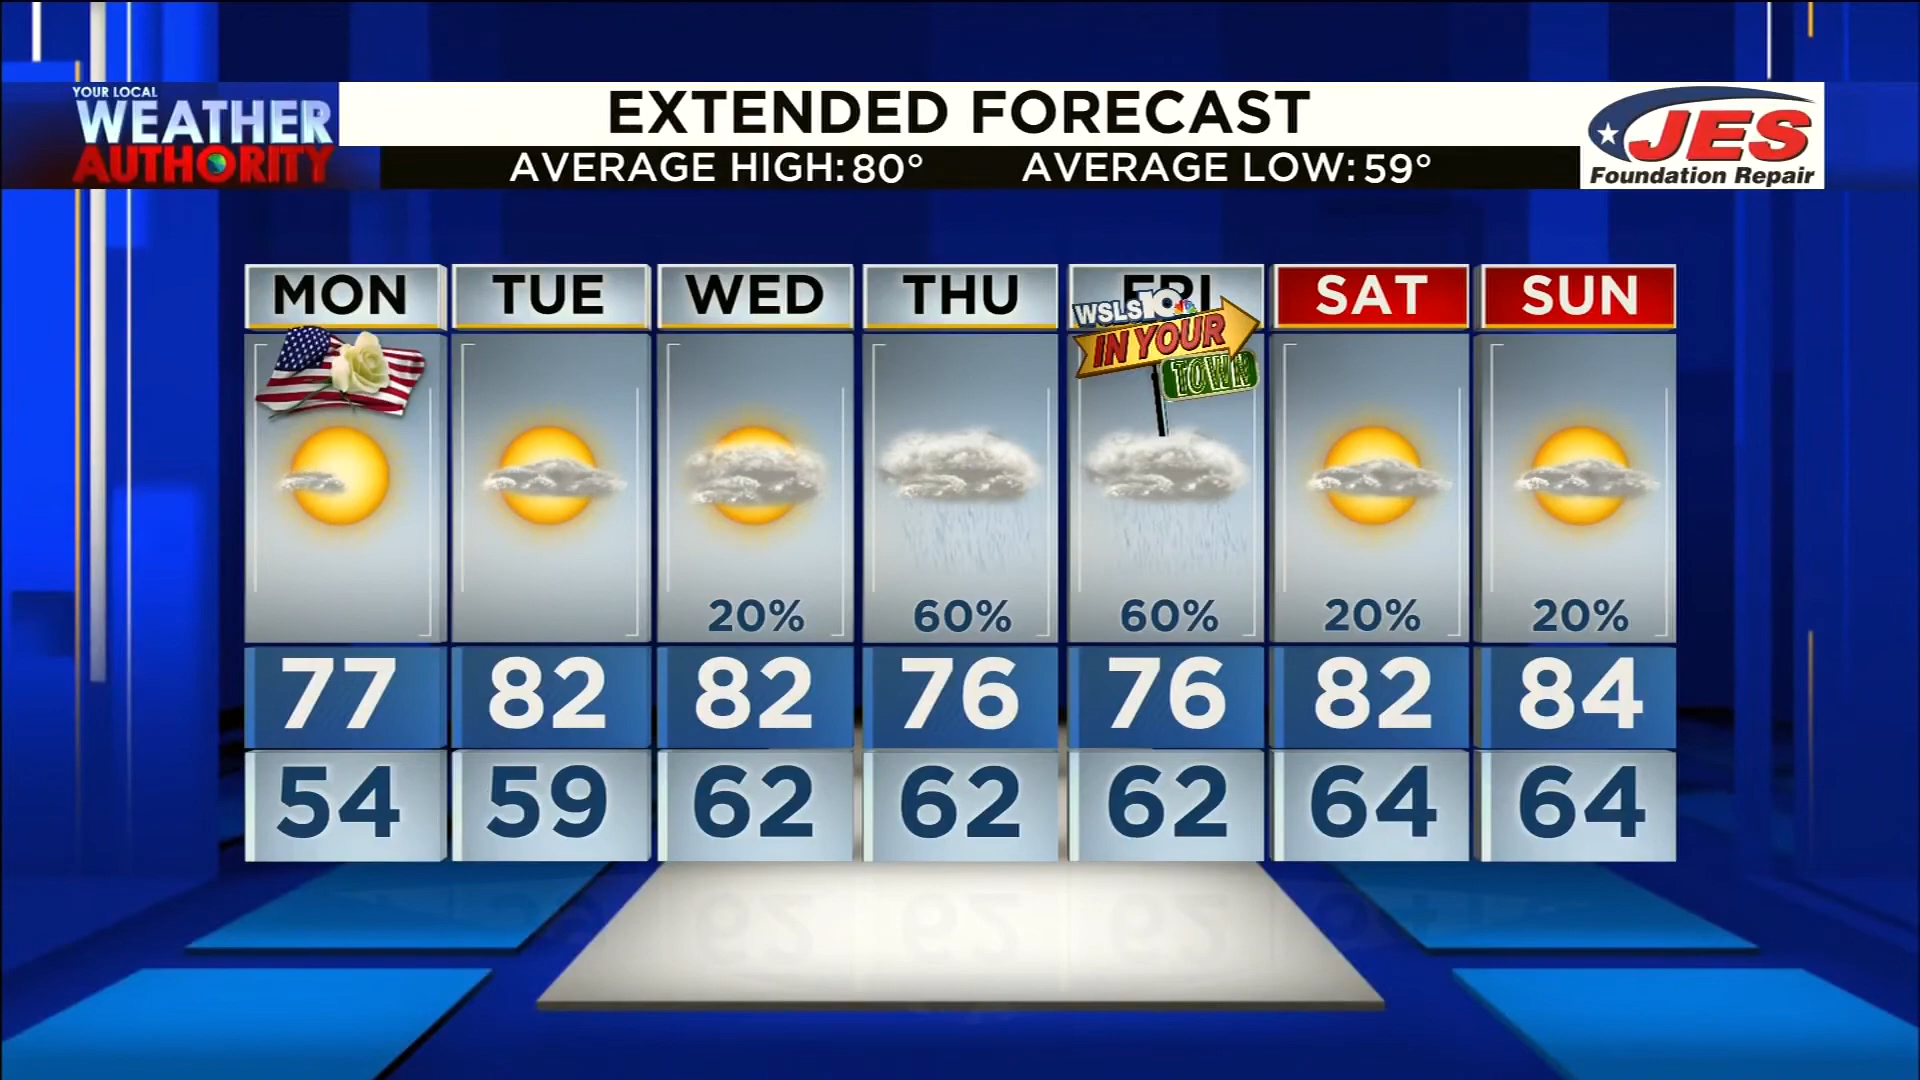 YOUR LOCAL
WEATHER
AUTHORITY
EXTENDED FORECAST
AVERAGE HIGH: 80° AVERAGE LOW: 59°
JES
Foundation Repair
MON TUE WED THU FRI SAT SUN
WSLS 10
IN YOUR
TOWN
20% 60% 60% 20% 20%
77 82 82 76 76 82 84
54 59 62 62 62 64 64